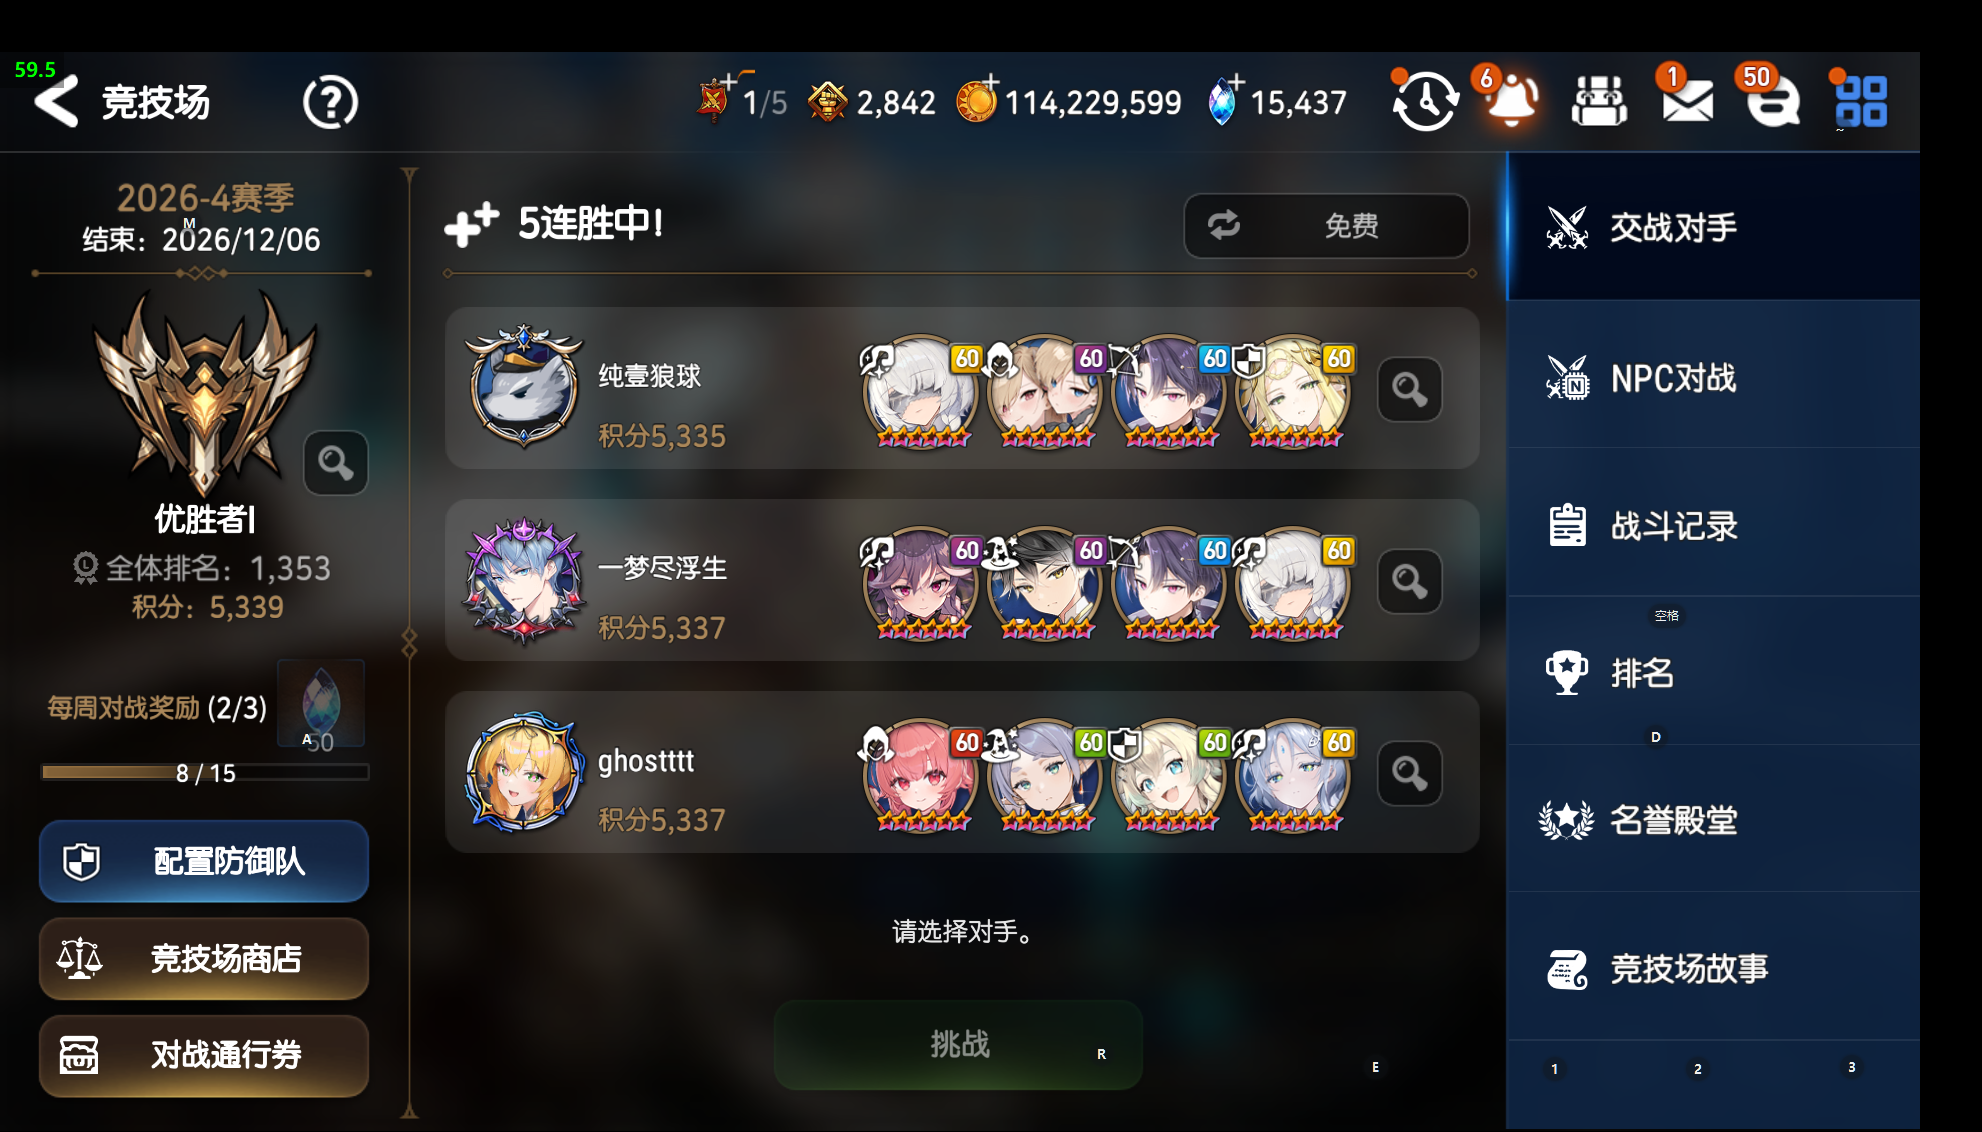 59.5
竞技场
1/5
2,842
114,229,599
15,437
6
1
50
2026-4赛季
M
结束：2026/12/06
优胜者I
全体排名：1,353
积分：5,339
每周对战奖励 (2/3)
A
50
8 / 15
配置防御队
竞技场商店
对战通行券
5连胜中!
免费
纯壹狼球
积分5,335
60
60
60
60
一梦尽浮生
积分5,337
60
60
60
60
ghostttt
积分5,337
60
60
60
60
请选择对手。
挑战
R
E
交战对手
NPC对战
战斗记录
空格
排名
D
名誉殿堂
竞技场故事
1
2
3